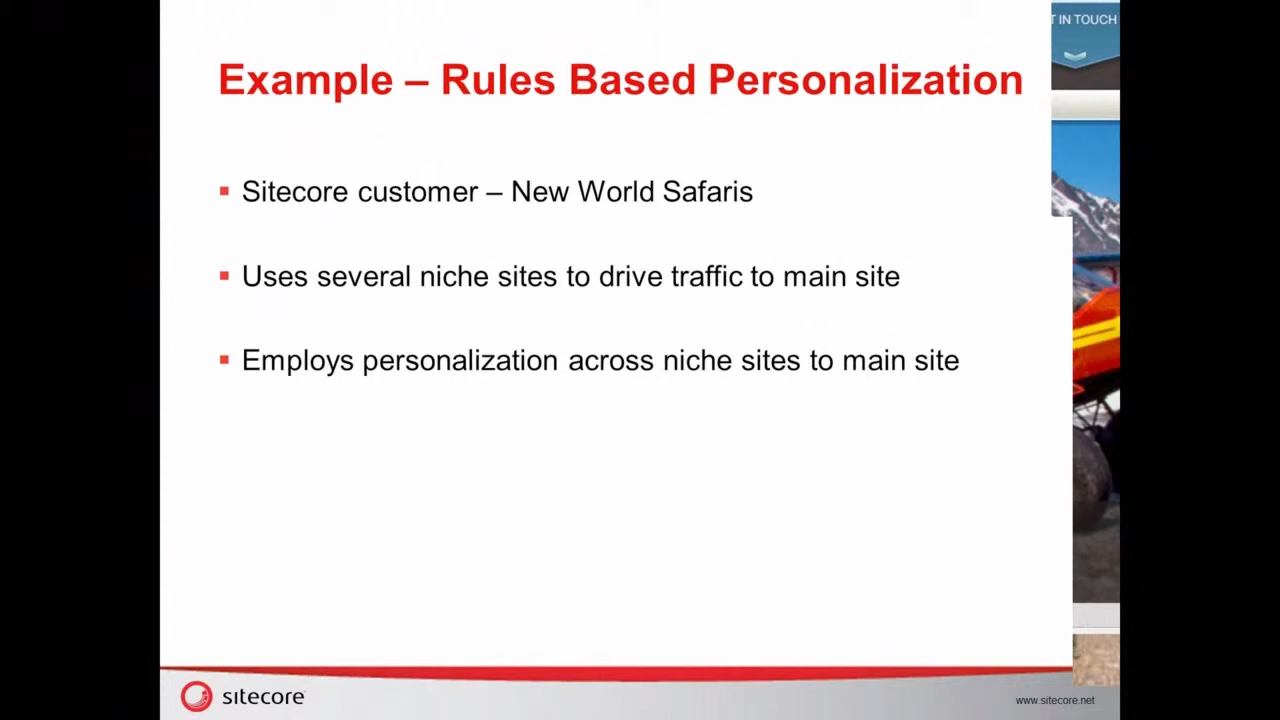 T IN TOUCH
Example – Rules Based Personalization
Sitecore customer – New World Safaris
Uses several niche sites to drive traffic to main site
Employs personalization across niche sites to main site
sitecore
www.sitecore.net